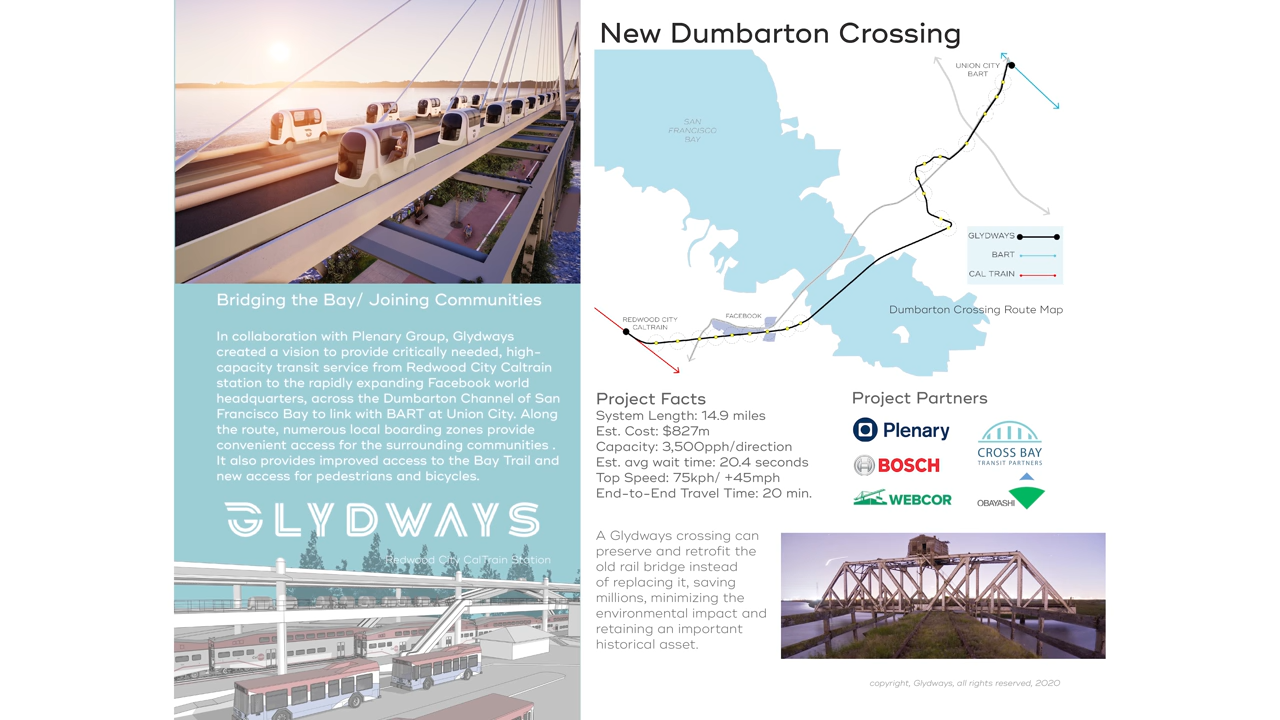 Bridging the Bay/ Joining Communities
In collaboration with Plenary Group, Glydways
created a vision to provide critically needed, high-
capacity transit service from Redwood City Caltrain
station to the rapidly expanding Facebook world
headquarters, across the Dumbarton Channel of San
Francisco Bay to link with BART at Union City. Along
the route, numerous local boarding zones provide
convenient access for the surrounding communities .
It also provides improved access to the Bay Trail and
new access for pedestrians and bicycles.
GLYDWAYS
Redwood City CalTrain Station
New Dumbarton Crossing
UNION CITY
BART
SAN
FRANCISCO
BAY
GLYDWAYS
BART
CAL TRAIN
Dumbarton Crossing Route Map
FACEBOOK
REDWOOD CITY
CALTRAIN
Project Facts
System Length: 14.9 miles
Est. Cost: $827m
Capacity: 3,500pph/direction
Est. avg wait time: 20.4 seconds
Top Speed: 75kph/ +45mph
End-to-End Travel Time: 20 min.
Project Partners
Plenary
BOSCH
WEBCOR
CROSS BAY
TRANSIT PARTNERS
OBAYASHI
A Glydways crossing can
preserve and retrofit the
old rail bridge instead
of replacing it, saving
millions, minimizing the
environmental impact and
retaining an important
historical asset.
copyright, Glydways, all rights reserved, 2020